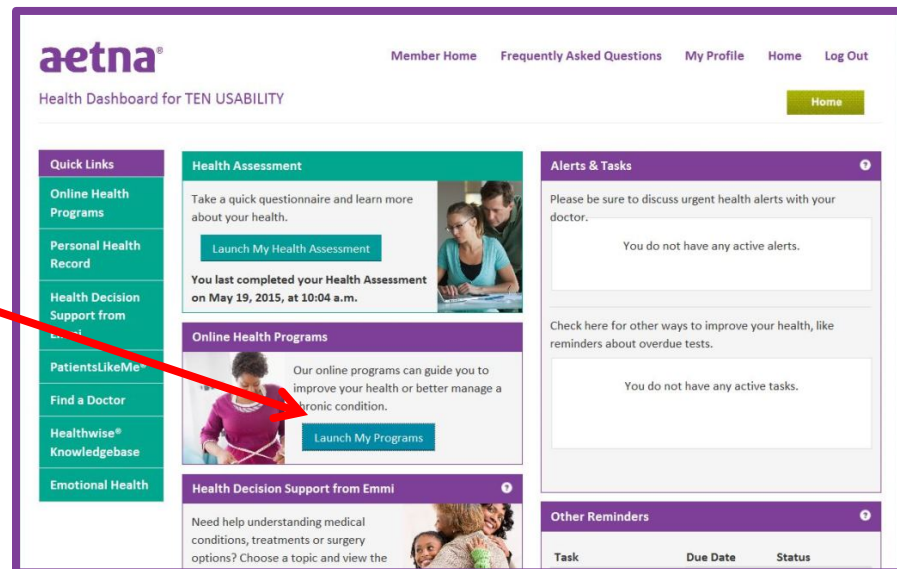 aetna®
Member Home Frequently Asked Questions My Profile Home Log Out
Health Dashboard for TEN USABILITY
Home
Quick Links
Online Health
Programs
Personal Health
Record
Health Decision
Support from
PatientsLikeMe®
Find a Doctor
Healthwise®
Knowledgebase
Emotional Health
Health Assessment
Take a quick questionnaire and learn more
about your health.
Launch My Health Assessment
You last completed your Health Assessment
on May 19, 2015, at 10:04 a.m.
Online Health Programs
Our online programs can guide you to
improve your health or better manage a
chronic condition.
Launch My Programs
Health Decision Support from Emmi
?
Need help understanding medical
conditions, treatments or surgery
options? Choose a topic and view the
Alerts & Tasks
?
Please be sure to discuss urgent health alerts with your
doctor.
You do not have any active alerts.
Check here for other ways to improve your health, like
reminders about overdue tests.
You do not have any active tasks.
Other Reminders
?
Task Due Date Status